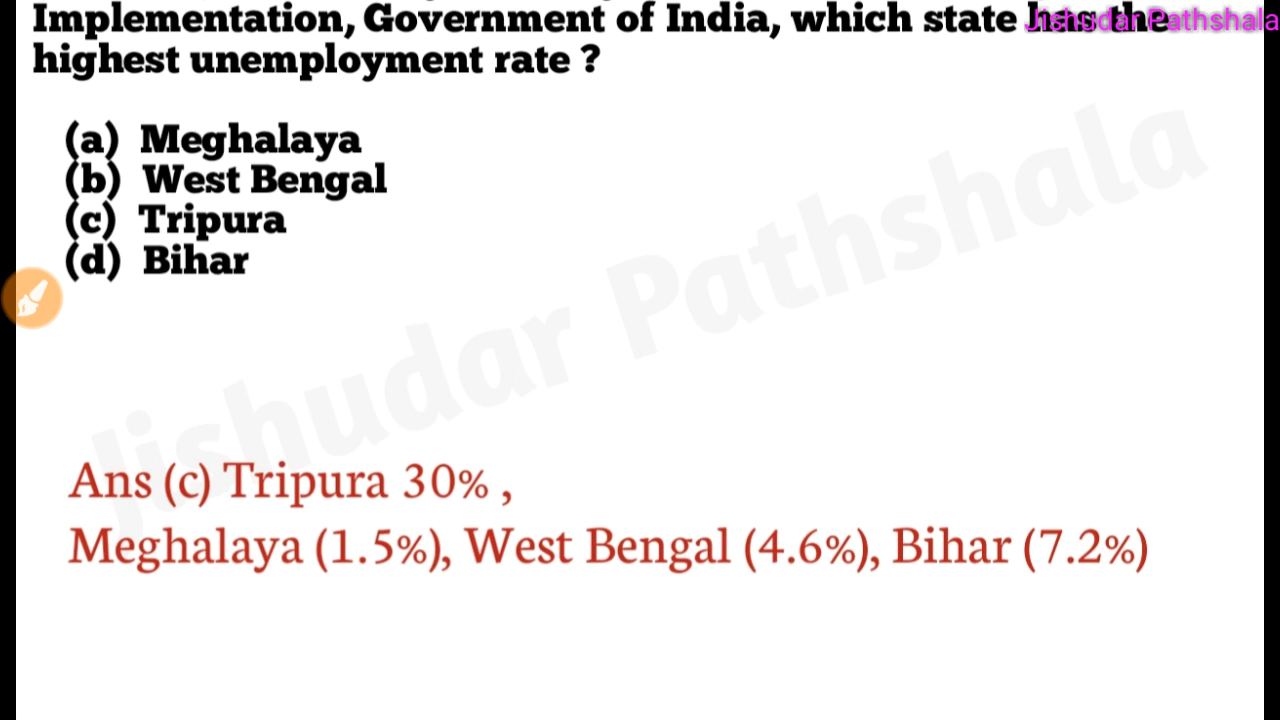 Implementation, Government of India, which state has the
Jishudar Pathshala
highest unemployment rate ?
(a) Meghalaya
(b) West Bengal
(c) Tripura
(d) Bihar
Jishudar Pathshala
Ans (c) Tripura 30% ,
Meghalaya (1.5%), West Bengal (4.6%), Bihar (7.2%)